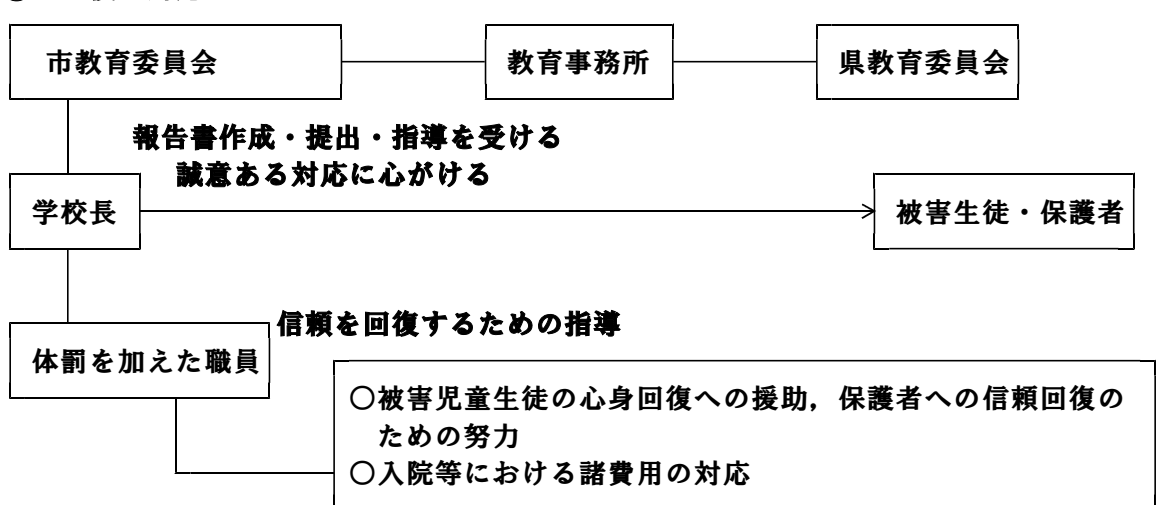 市教育委員会
教育事務所
県教育委員会
報告書作成・提出・指導を受ける
誠意ある対応に心がける
学校長
被害生徒・保護者
信頼を回復するための指導
体罰を加えた職員
○被害児童生徒の心身回復への援助，保護者への信頼回復の
ための努力
○入院等における諸費用の対応